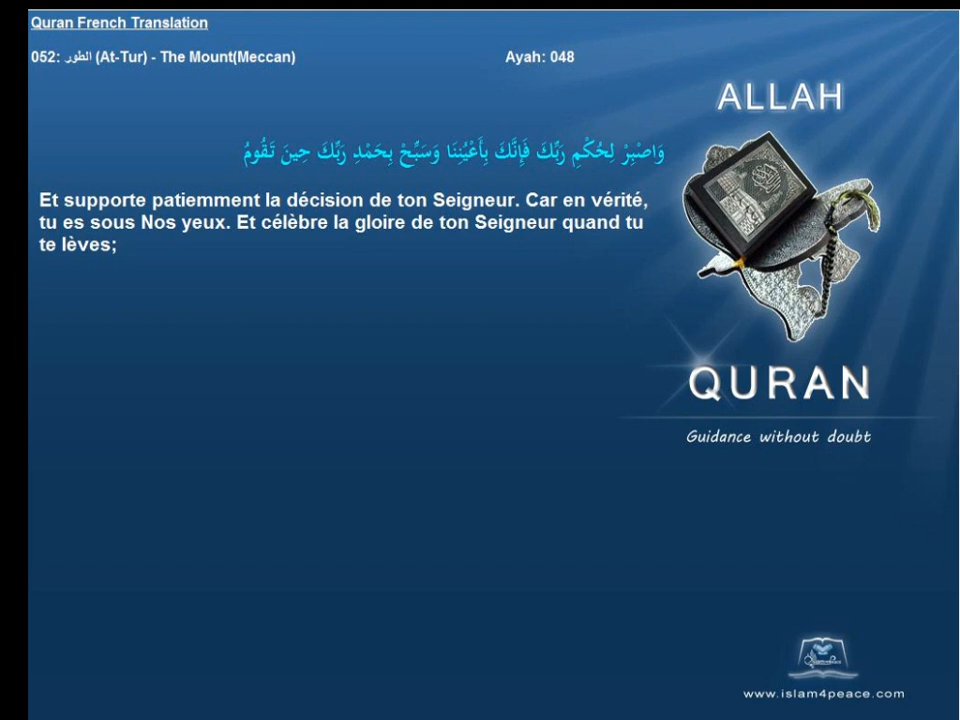 Quran French Translation
052: الطور (At-Tur) - The Mount(Meccan) Ayah: 048
ALLAH
وَاصْبِرْ لِحُكْمِ رَبِّكَ فَإِنَّكَ بِأَعْيُنِنَا وَسَبِّحْ بِحَمْدِ رَبِّكَ حِينَ تَقُومُ
Et supporte patiemment la décision de ton Seigneur. Car en vérité,
tu es sous Nos yeux. Et célèbre la gloire de ton Seigneur quand tu
te lèves;
QURAN
Guidance without doubt
www.islam4peace.com